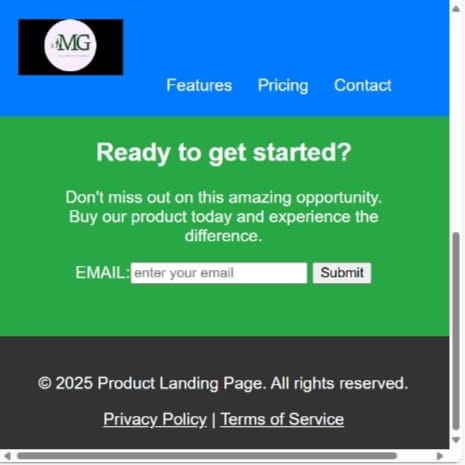 MG
Features Pricing Contact
Ready to get started?
Don't miss out on this amazing opportunity.
Buy our product today and experience the
difference.
EMAIL: enter your email Submit
© 2025 Product Landing Page. All rights reserved.
Privacy Policy | Terms of Service